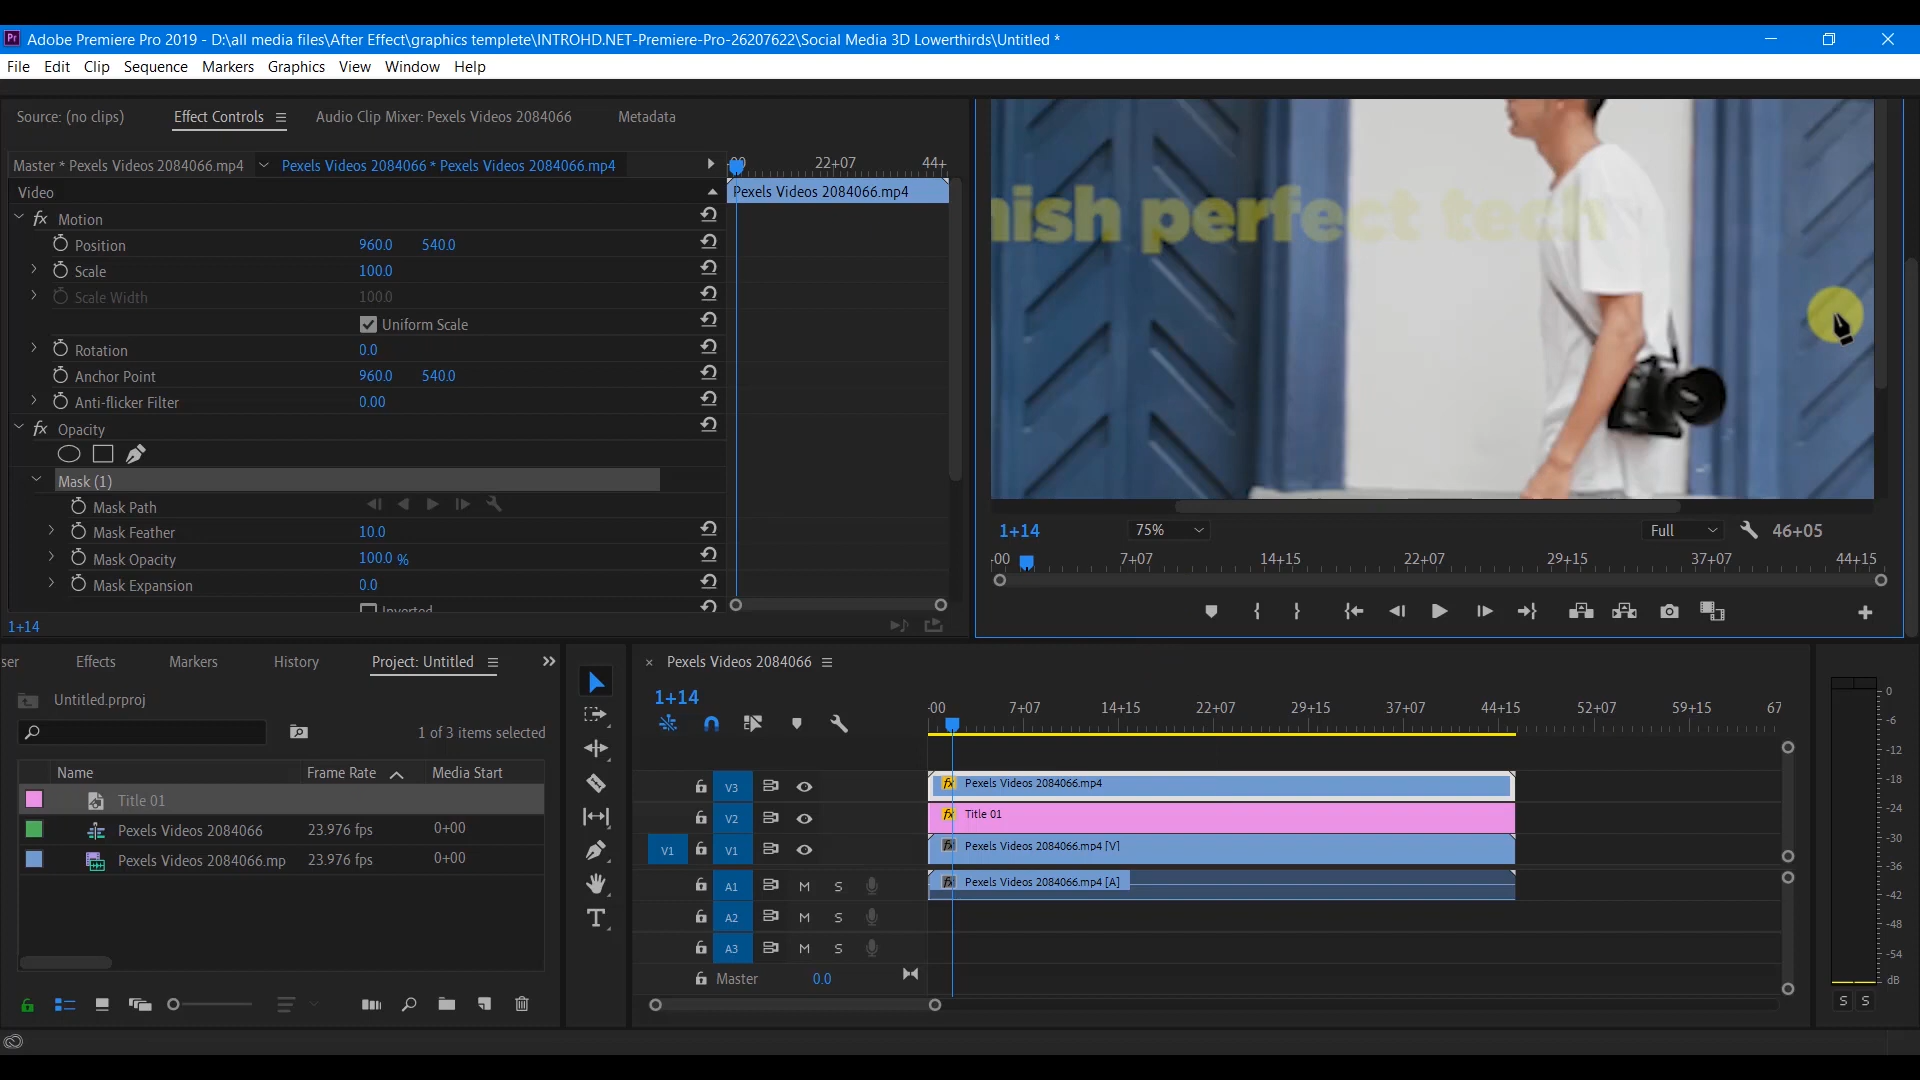 Adobe Premiere Pro 2019 - D:\all media files\After Effect\graphics templete\INTROHD.NET-Premiere-Pro-26207622\Social Media 3D Lowerthirds\Untitled *
File Edit Clip Sequence Markers Graphics View Window Help
Source: (no clips) Effect Controls Audio Clip Mixer: Pexels Videos 2084066 Metadata
Master * Pexels Videos 2084066.mp4 Pexels Videos 2084066 * Pexels Videos 2084066.mp4 :00 22+07 44+
Video Pexels Videos 2084066.mp4
fx Motion
Position 960.0 540.0
Scale 100.0
Scale Width 100.0
Uniform Scale
Rotation 0.0
Anchor Point 960.0 540.0
Anti-flicker Filter 0.00
fx Opacity
Mask (1)
Mask Path
Mask Feather 10.0
Mask Opacity 100.0 %
Mask Expansion 0.0
Inverted
1+14
nish perfect tech
1+14 75% Full 46+05
:00 7+07 14+15 22+07 29+15 37+07 44+15
ser Effects Markers History Project: Untitled
Untitled.prproj
1 of 3 items selected
Name Frame Rate Media Start
Title 01
Pexels Videos 2084066 23.976 fps 0+00
Pexels Videos 2084066.mp 23.976 fps 0+00
× Pexels Videos 2084066
1+14
:00 7+07 14+15 22+07 29+15 37+07 44+15 52+07 59+15 67
V3 fx Pexels Videos 2084066.mp4
V2 fx Title 01
V1 V1 fx Pexels Videos 2084066.mp4 [V]
A1 M S fx Pexels Videos 2084066.mp4 [A]
A2 M S
A3 M S
Master 0.0
0
-6
-12
-18
-24
-30
-36
-42
-48
-54
dB
S S